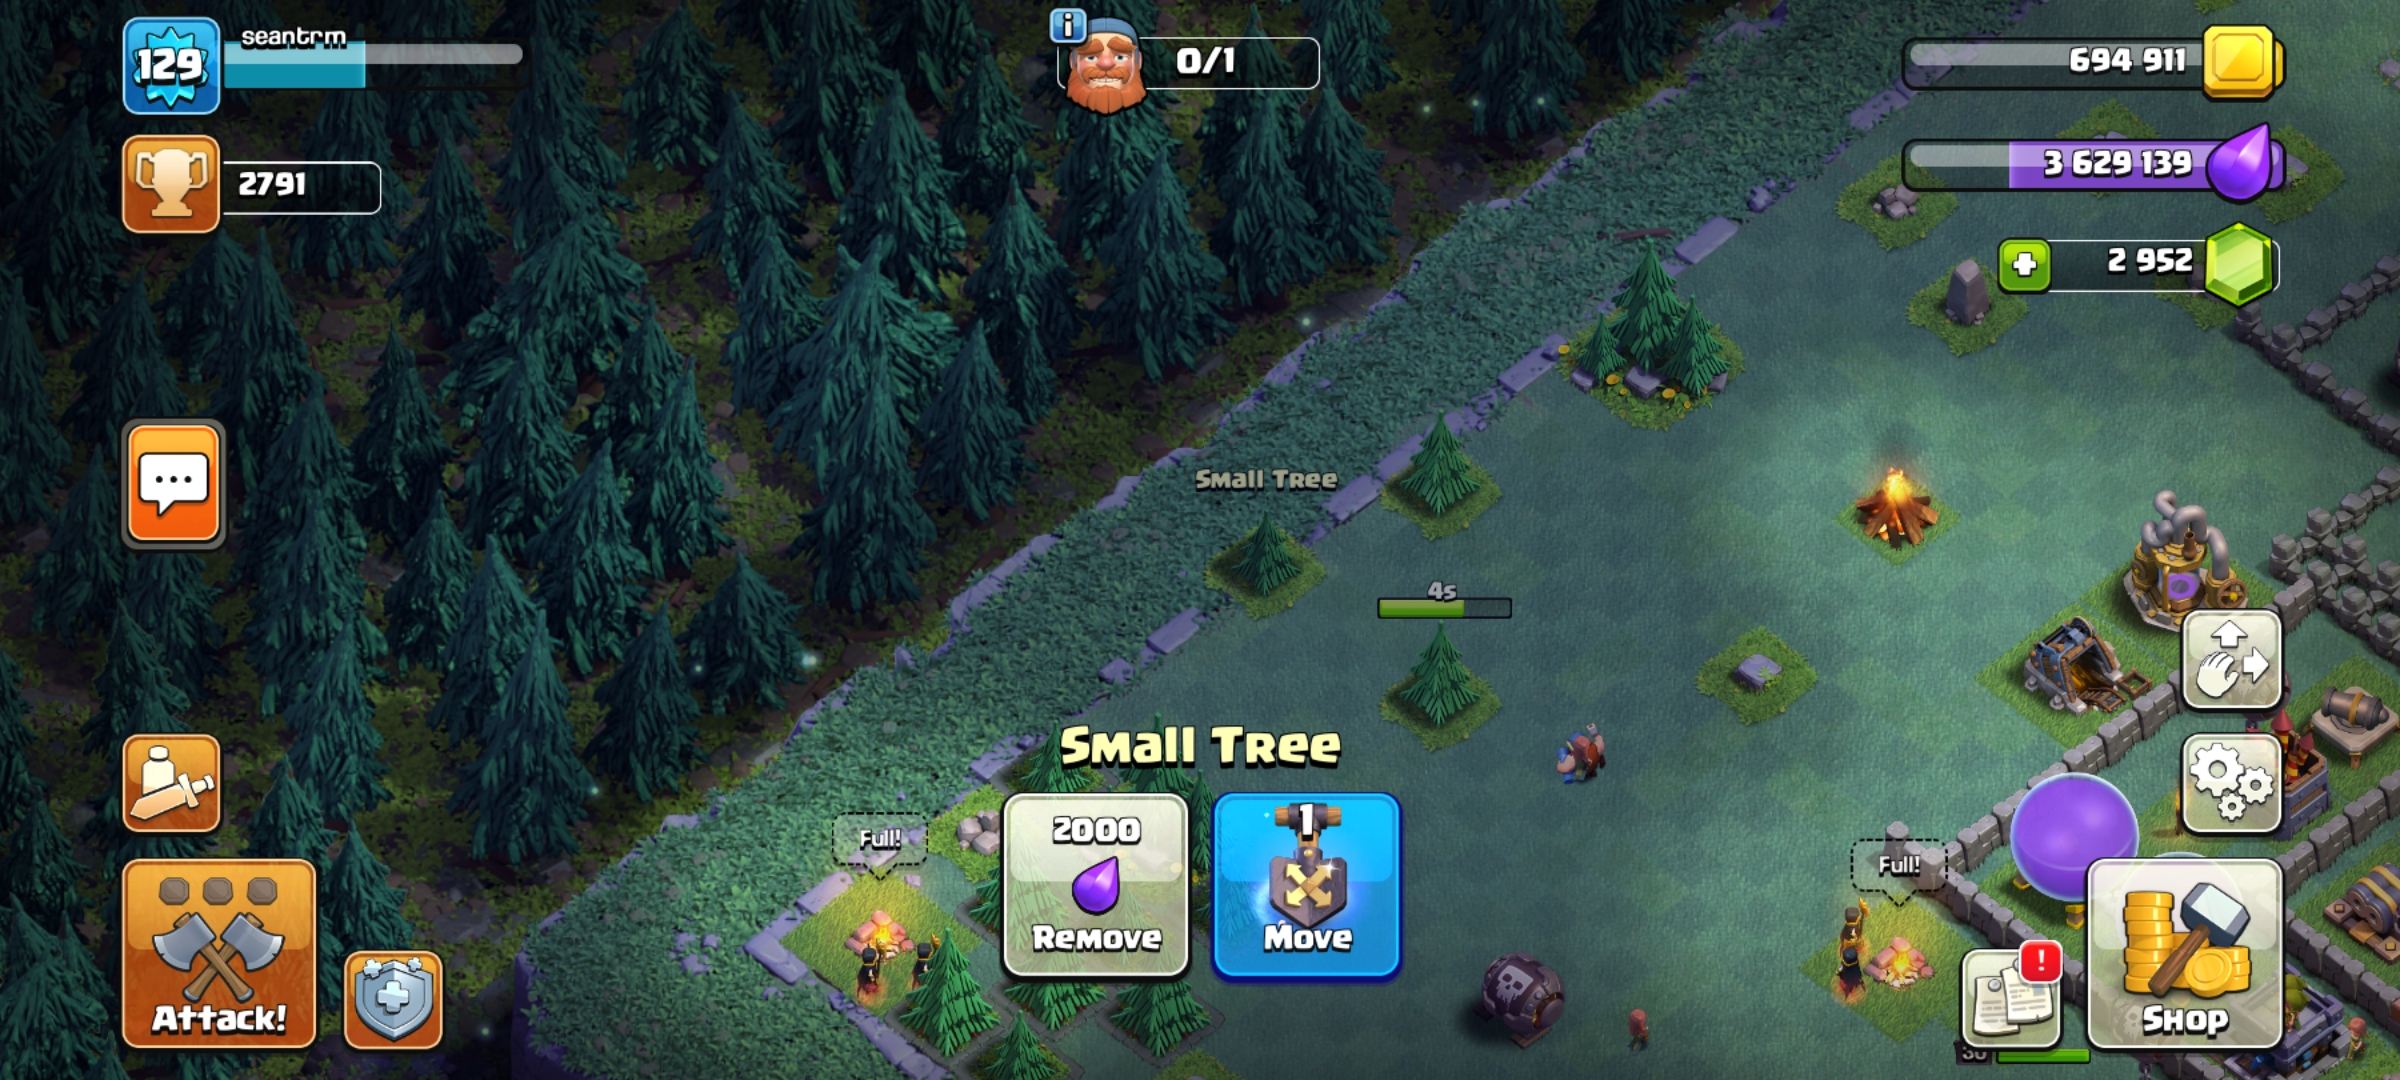 129
seantrm
0/1
694 911
2791
3 629 139
2 952
Small Tree
4s
Small Tree
Full!
2000
Remove
1
Move
Full!
Attack!
!
Shop
30